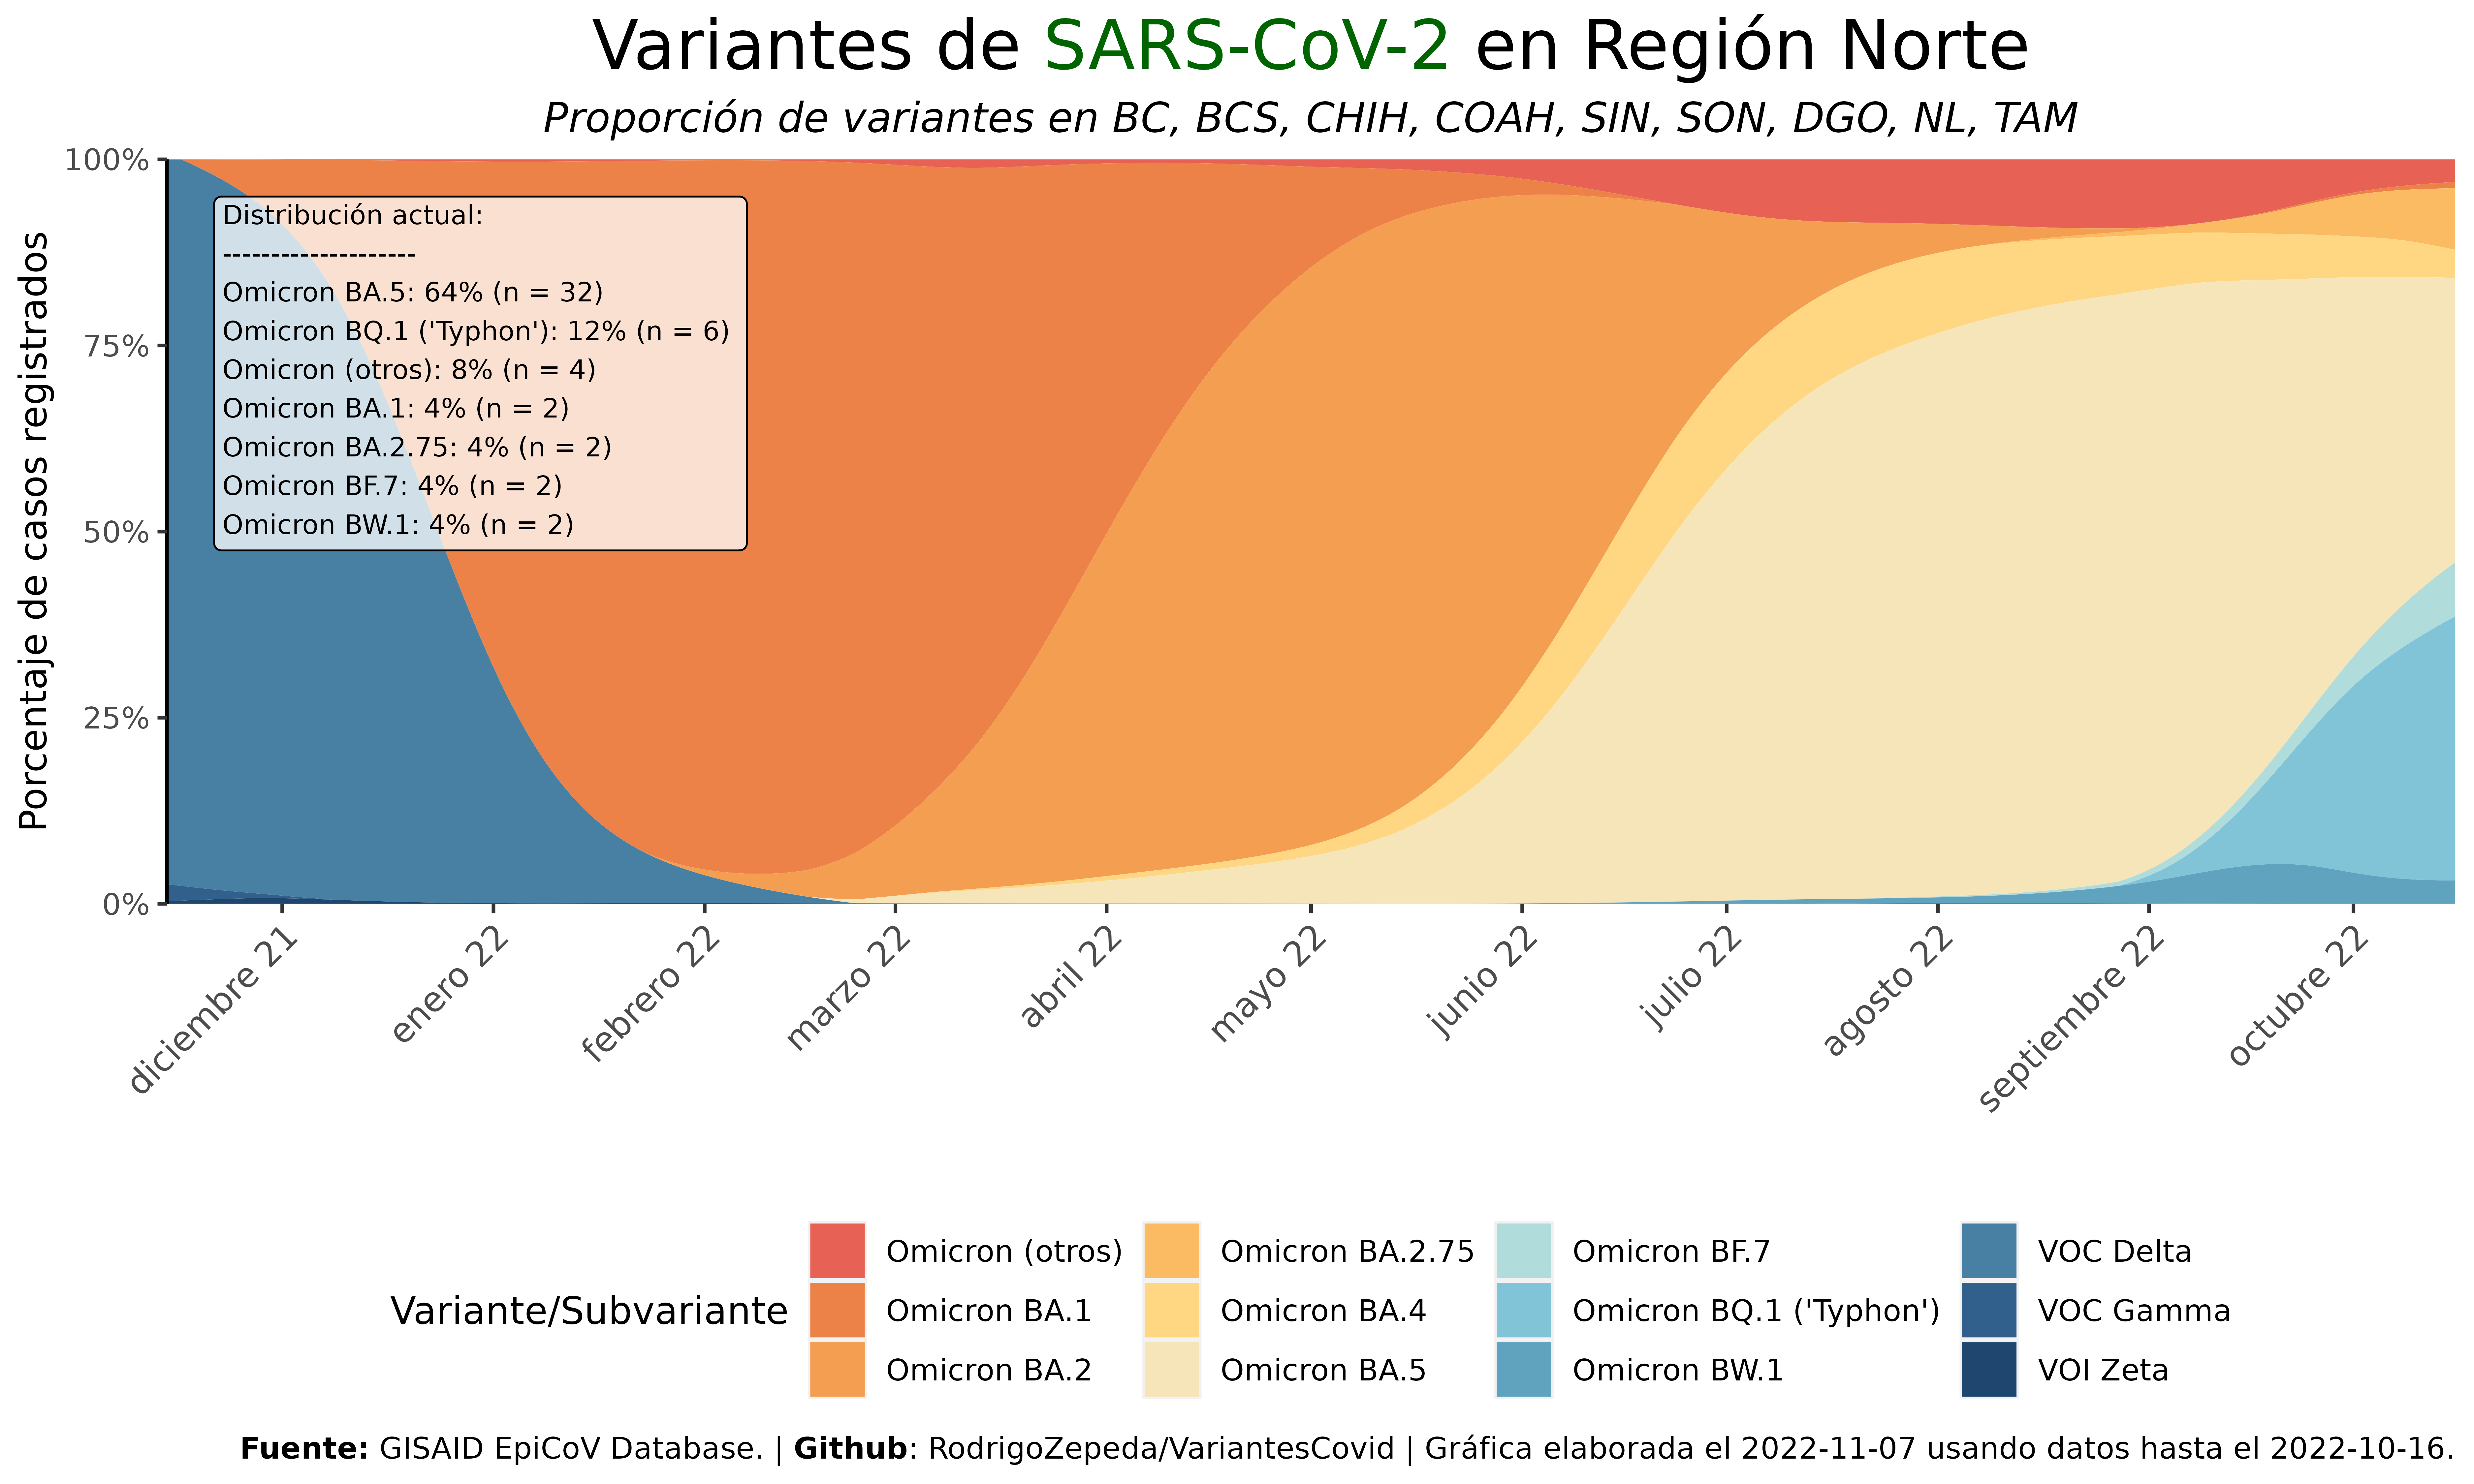 Variantes de SARS-CoV-2 en Región Norte
Proporción de variantes en BC, BCS, CHIH, COAH, SIN, SON, DGO, NL, TAM
Porcentaje de casos registrados
100%
75%
50%
25%
0%
Distribución actual:
--------------------
Omicron BA.5: 64% (n = 32)
Omicron BQ.1 ('Typhon'): 12% (n = 6)
Omicron (otros): 8% (n = 4)
Omicron BA.1: 4% (n = 2)
Omicron BA.2.75: 4% (n = 2)
Omicron BF.7: 4% (n = 2)
Omicron BW.1: 4% (n = 2)
diciembre 21
enero 22
febrero 22
marzo 22
abril 22
mayo 22
junio 22
julio 22
agosto 22
septiembre 22
octubre 22
Variante/Subvariante
Omicron (otros)
Omicron BA.1
Omicron BA.2
Omicron BA.2.75
Omicron BA.4
Omicron BA.5
Omicron BF.7
Omicron BQ.1 ('Typhon')
Omicron BW.1
VOC Delta
VOC Gamma
VOI Zeta
Fuente: GISAID EpiCoV Database. | Github: RodrigoZepeda/VariantesCovid | Gráfica elaborada el 2022-11-07 usando datos hasta el 2022-10-16.